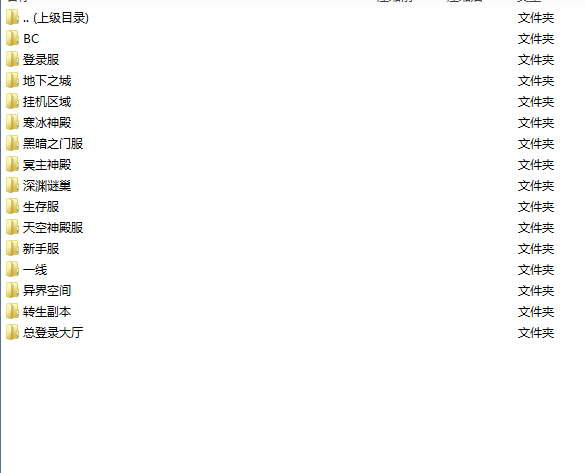 .. (上级目录) 文件夹
BC 文件夹
登录服 文件夹
地下之城 文件夹
挂机区域 文件夹
寒冰神殿 文件夹
黑暗之门服 文件夹
冥主神殿 文件夹
深渊谜巢 文件夹
生存服 文件夹
天空神殿服 文件夹
新手服 文件夹
一线 文件夹
异界空间 文件夹
转生副本 文件夹
总登录大厅 文件夹